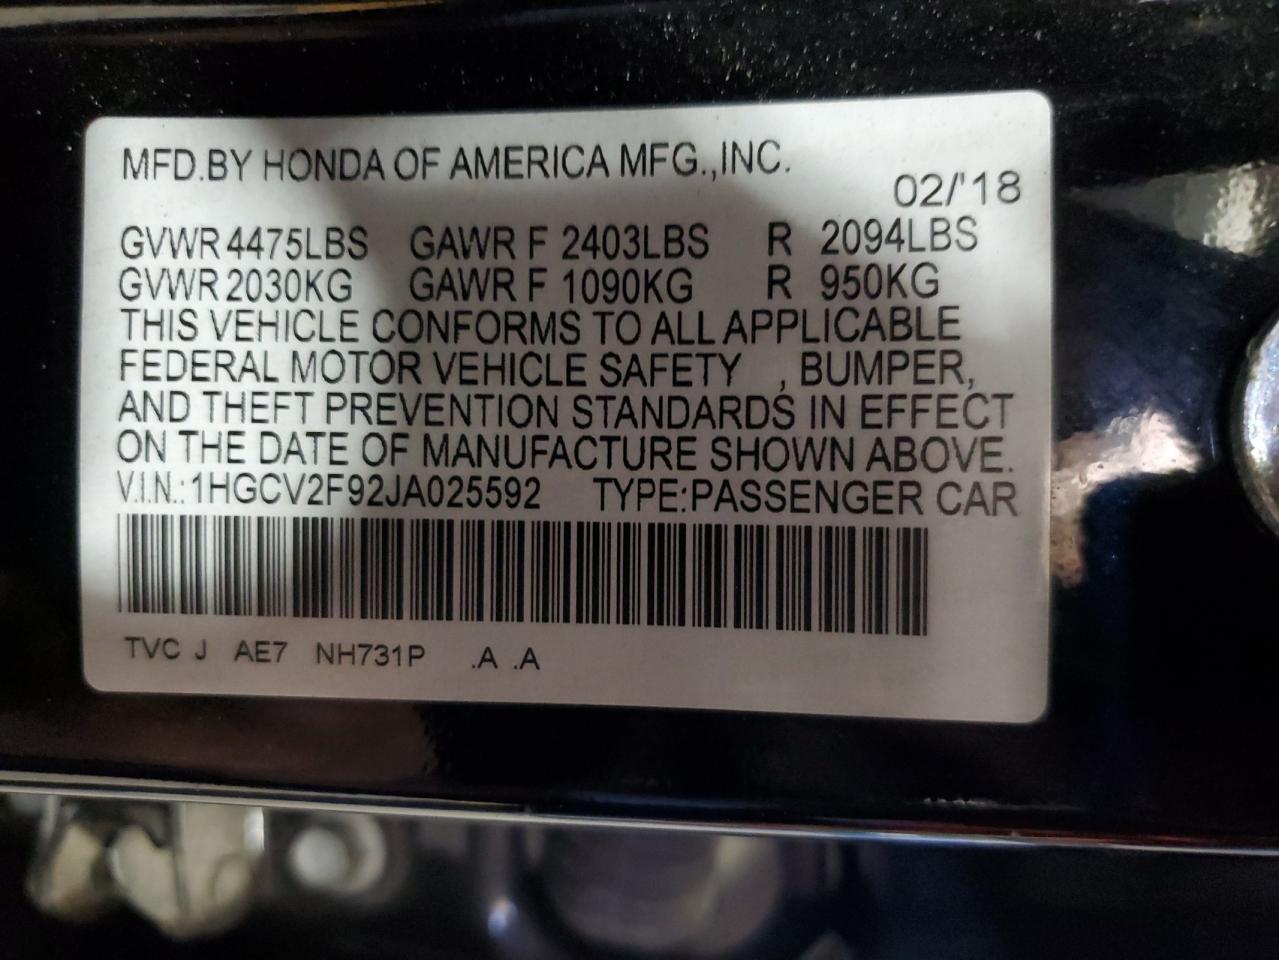 MFD.BY HONDA OF AMERICA MFG.,INC.
02/'18
GVWR 4475LBS GAWR F 2403LBS R 2094LBS
GVWR 2030KG GAWR F 1090KG R 950KG
THIS VEHICLE CONFORMS TO ALL APPLICABLE
FEDERAL MOTOR VEHICLE SAFETY , BUMPER,
AND THEFT PREVENTION STANDARDS IN EFFECT
ON THE DATE OF MANUFACTURE SHOWN ABOVE.
V.I.N.:1HGCV2F92JA025592 TYPE:PASSENGER CAR
TVC J AE7 NH731P .A .A